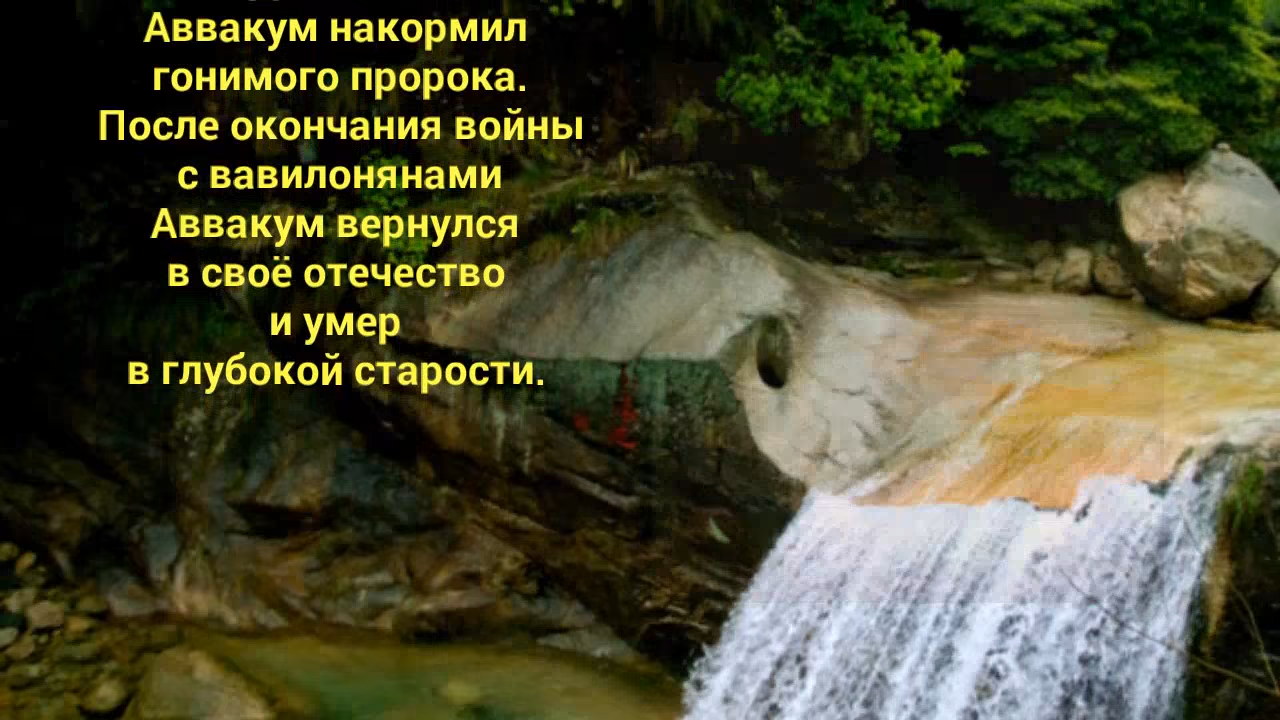 Аввакум накормил
гонимого пророка.
После окончания войны
с вавилонянами
Аввакум вернулся
в своё отечество
и умер
в глубокой старости.